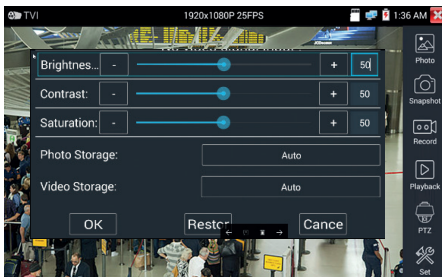 TVI 1920x1080P 25FPS 1:36 AM X
Photo
Brightnes... - + 50
Contrast: - + 50
Snapshot
Saturation: - + 50
Record
Photo Storage: Auto
Playback
Video Storage: Auto
OK Restor Cance
PTZ
Set